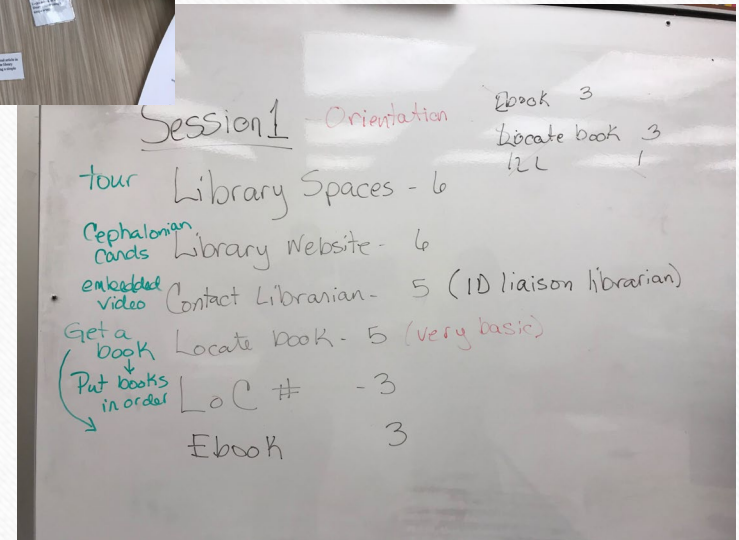 Session 1 Orientation
Ebook 3
Locate book 3
tour Library Spaces - 6
Cephalonian Cards Library Website - 6
embedded video Contact Librarian - 5 (ID liaison librarian)
Get a book Locate book - 5 (very basic)
Put books in order LoC # - 3
Ebook 3